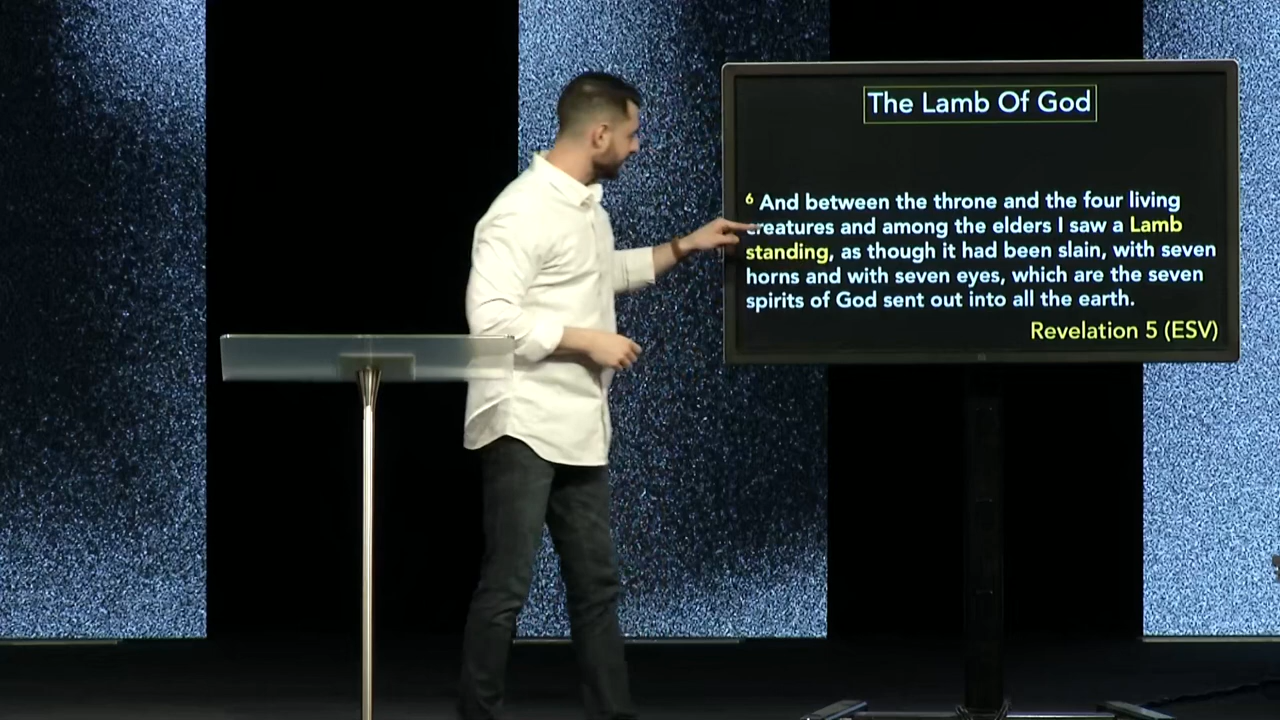 The Lamb Of God
6 And between the throne and the four living
creatures and among the elders I saw a Lamb
standing, as though it had been slain, with seven
horns and with seven eyes, which are the seven
spirits of God sent out into all the earth.
Revelation 5 (ESV)